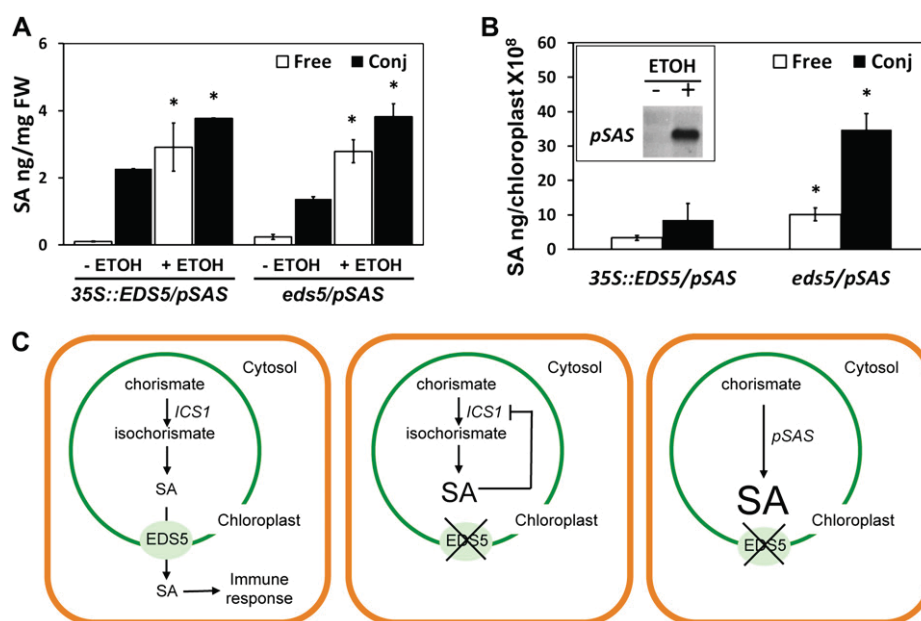 A
SA ng/mg FW
6
4
2
0
Free
Conj
*
*
*
*
- ETOH
+ ETOH
- ETOH
+ ETOH
35S::EDS5/pSAS
eds5/pSAS
B
SA ng/chloroplast X10⁸
60
50
40
30
20
10
0
ETOH
- +
pSAS
Free
Conj
*
*
35S::EDS5/pSAS
eds5/pSAS
C
Cytosol
chorismate
ICS1
isochorismate
SA
Chloroplast
EDS5
SA
Immune
response
Cytosol
chorismate
ICS1
isochorismate
SA
Chloroplast
EDS5
Cytosol
chorismate
pSAS
SA
Chloroplast
EDS5